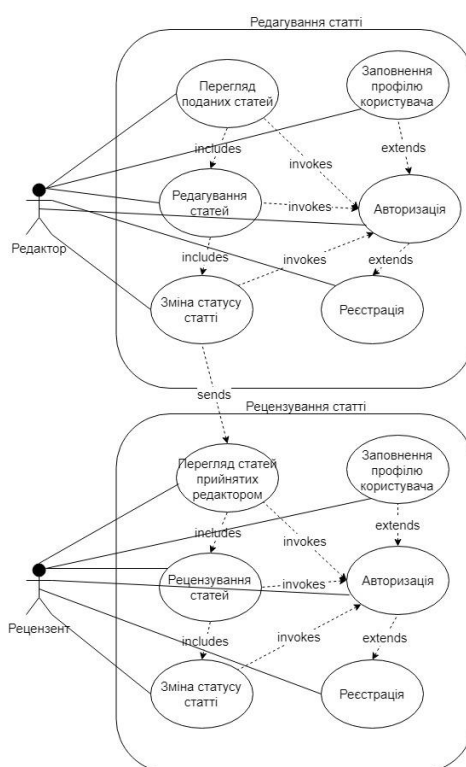 Редагування статті
Перегляд
поданих статей
Заповнення
профілю
користувача
includes
invokes
extends
Редагування
статей
invokes
Авторизація
Редактор
includes
invokes
extends
Зміна статусу
статті
Реєстрація
sends
Рецензування статті
Перегляд статей
прийнятих
редактором
Заповнення
профілю
користувача
includes
invokes
extends
Рецензування
статей
invokes
Авторизація
Рецензент
includes
invokes
extends
Зміна статусу
статті
Реєстрація